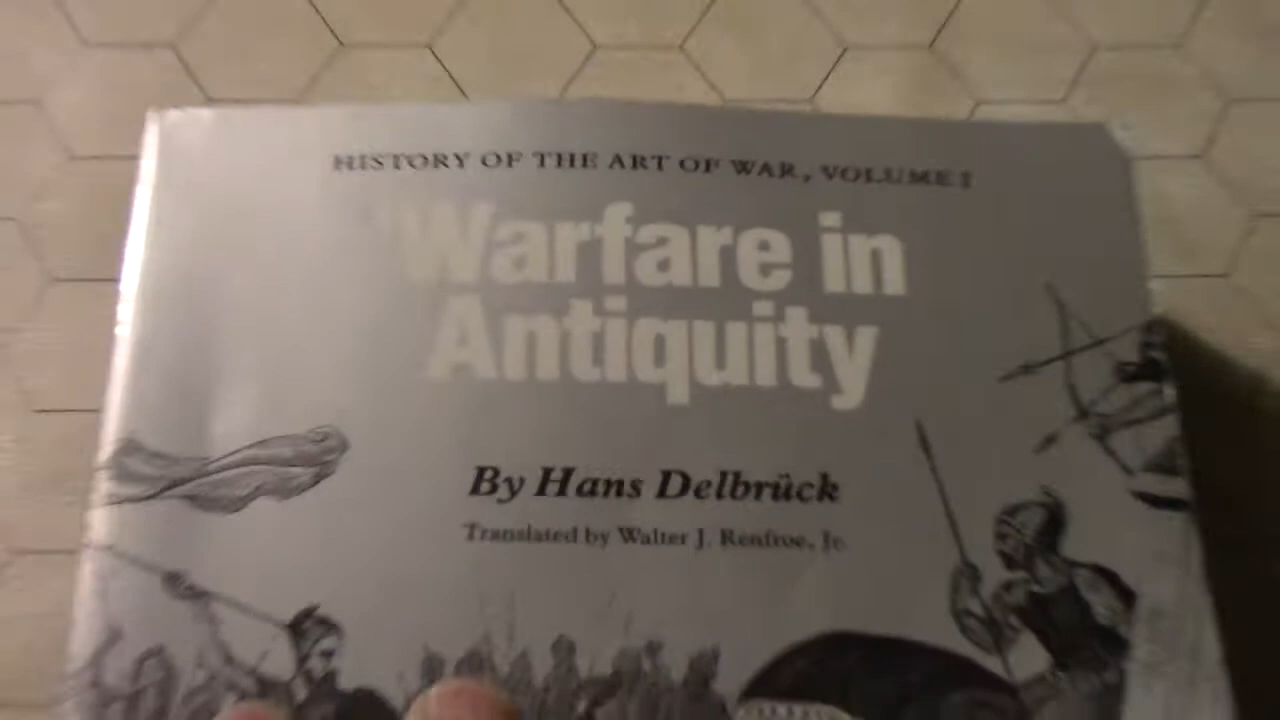 HISTORY OF THE ART OF WAR, VOLUME I
Warfare in
Antiquity
By Hans Delbrück
Translated by Walter J. Renfroe, Jr.